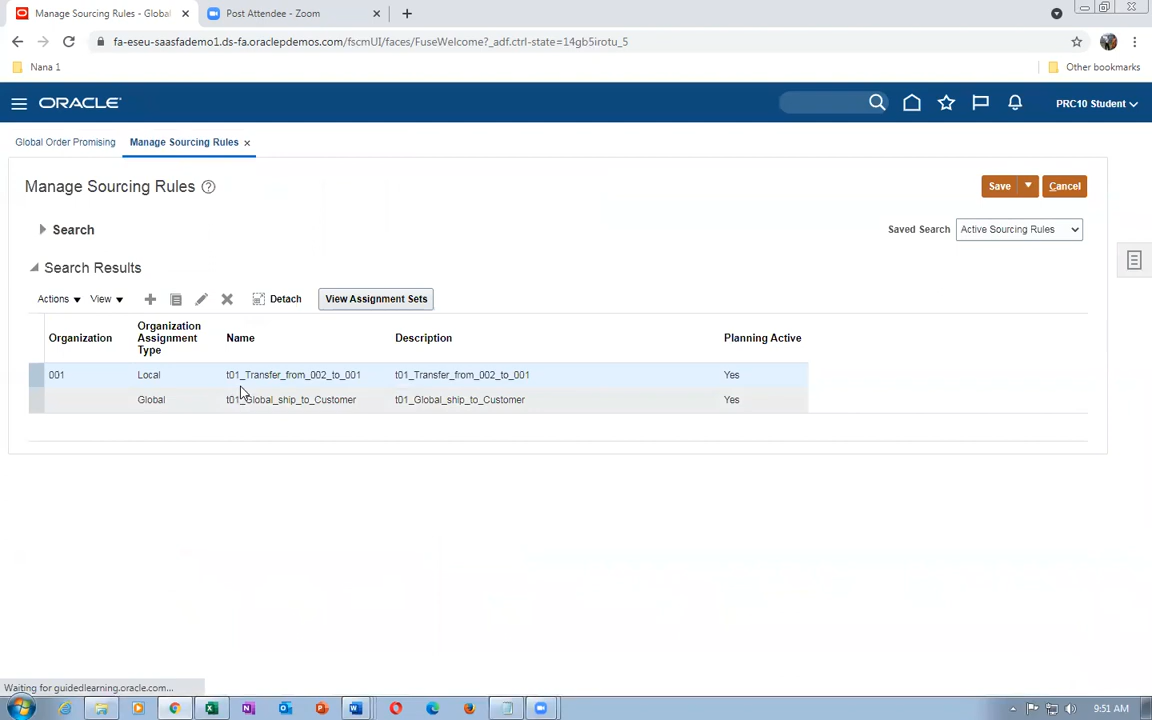 Manage Sourcing Rules - Global
Post Attendee - Zoom
fa-eseu-saasfademo1.ds-fa.oraclepdemos.com/fscmUI/faces/FuseWelcome?_adf.ctrl-state=14gb5irotu_5
Nana 1
Other bookmarks
ORACLE
PRC10 Student
Global Order Promising
Manage Sourcing Rules
Manage Sourcing Rules
Save
Cancel
Search
Saved Search
Active Sourcing Rules
Search Results
Actions
View
Detach
View Assignment Sets
Organization
Organization Assignment Type
Name
Description
Planning Active
001 Local t01_Transfer_from_002_to_001 t01_Transfer_from_002_to_001 Yes
Global t01_Global_ship_to_Customer t01_Global_ship_to_Customer Yes
Waiting for guidedlearning.oracle.com...
9:51 AM